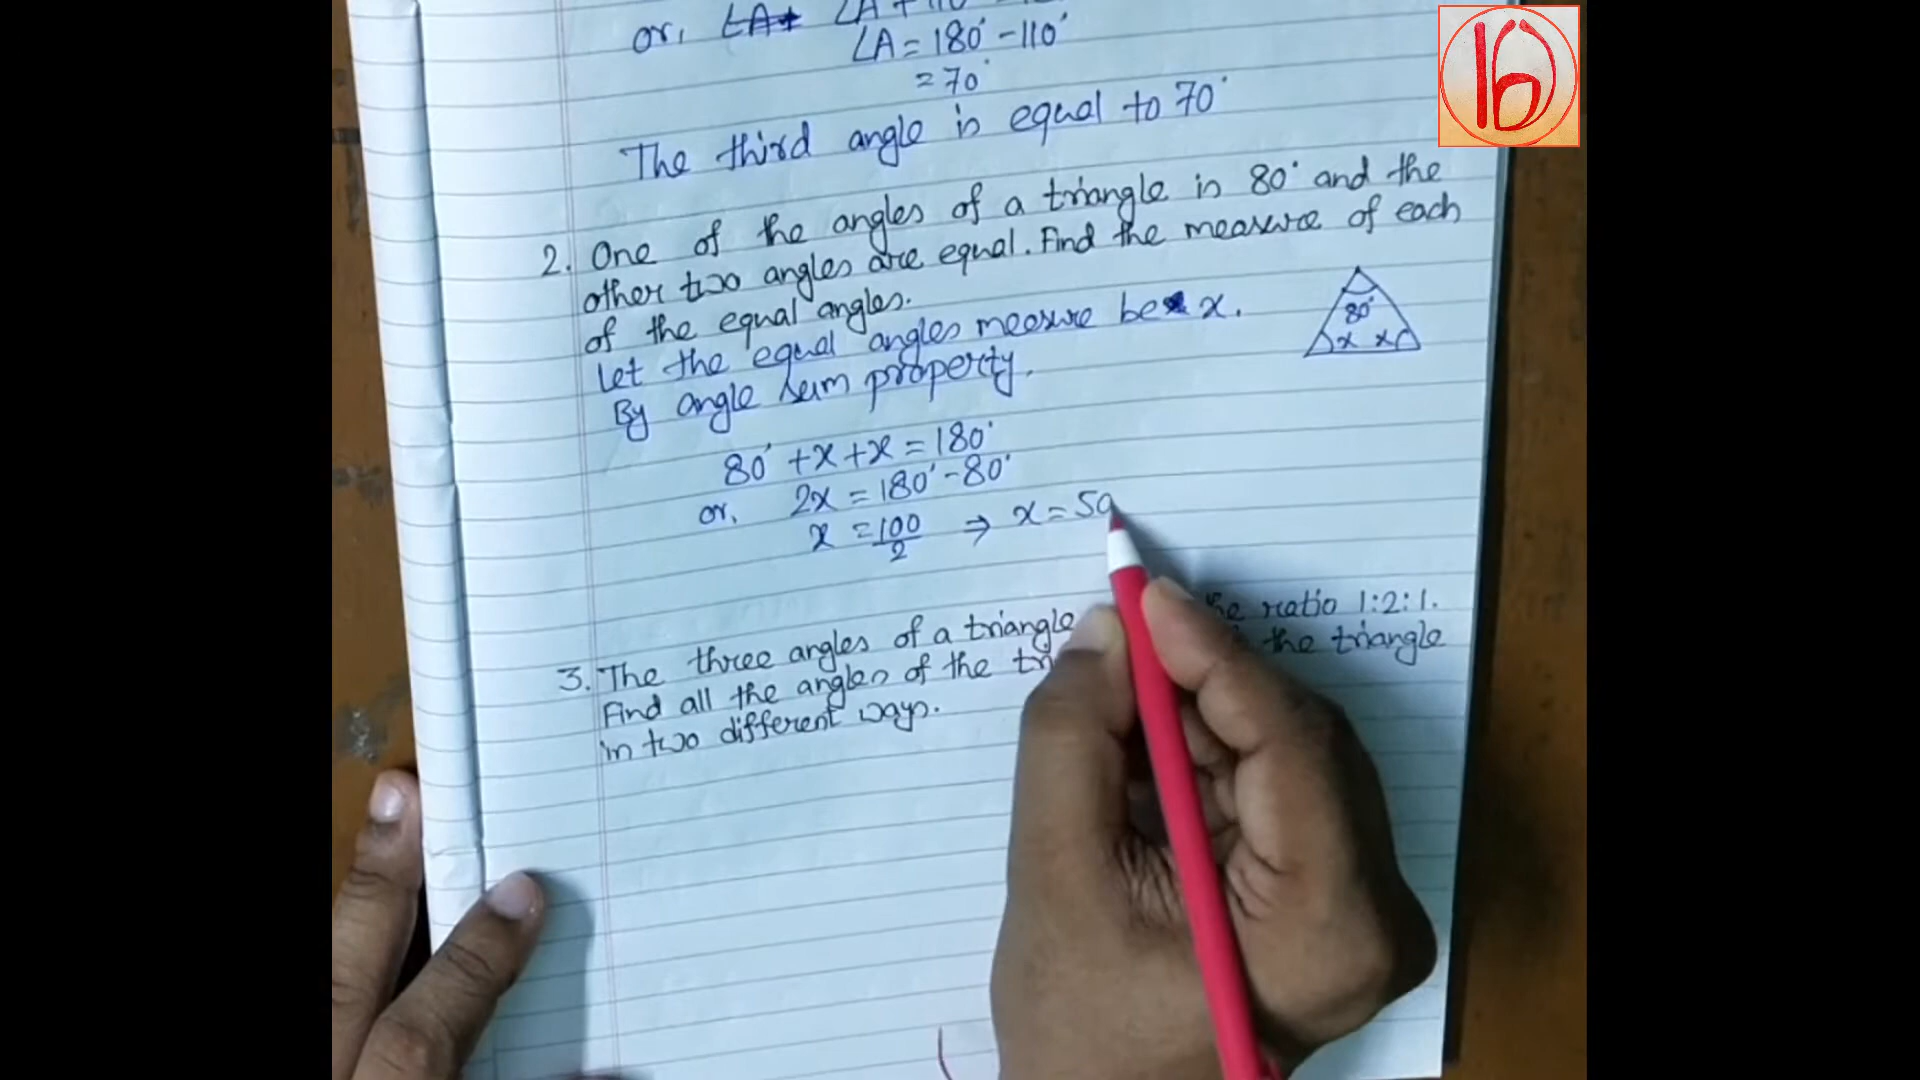 or, ∠A+ ∠A + 110
∠A = 180° - 110°
= 70°
The third angle is equal to 70°
2. One of the angles of a triangle is 80° and the
other two angles are equal. Find the measure of each
of the equal angles.
Let the equal angles measure be x.
By angle sum property,
80°
x x
80° + x + x = 180°
or, 2x = 180° - 80°
x = 100/2 ⇒ x = 50
3. The three angles of a triangle ratio 1:2:1.
Find all the angles of the the triangle
in two different ways.